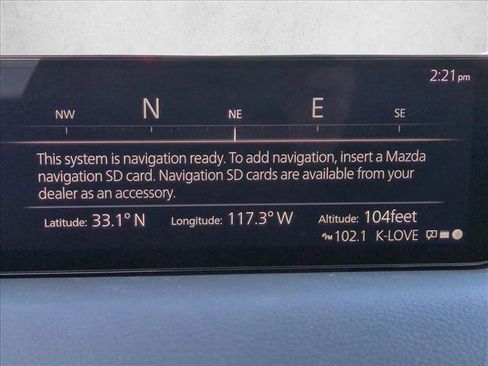 2:21pm
NW N NE E SE
This system is navigation ready. To add navigation, insert a Mazda
navigation SD card. Navigation SD cards are available from your
dealer as an accessory.
Latitude: 33.1° N Longitude: 117.3° W Altitude: 104feet
FM 102.1 K-LOVE